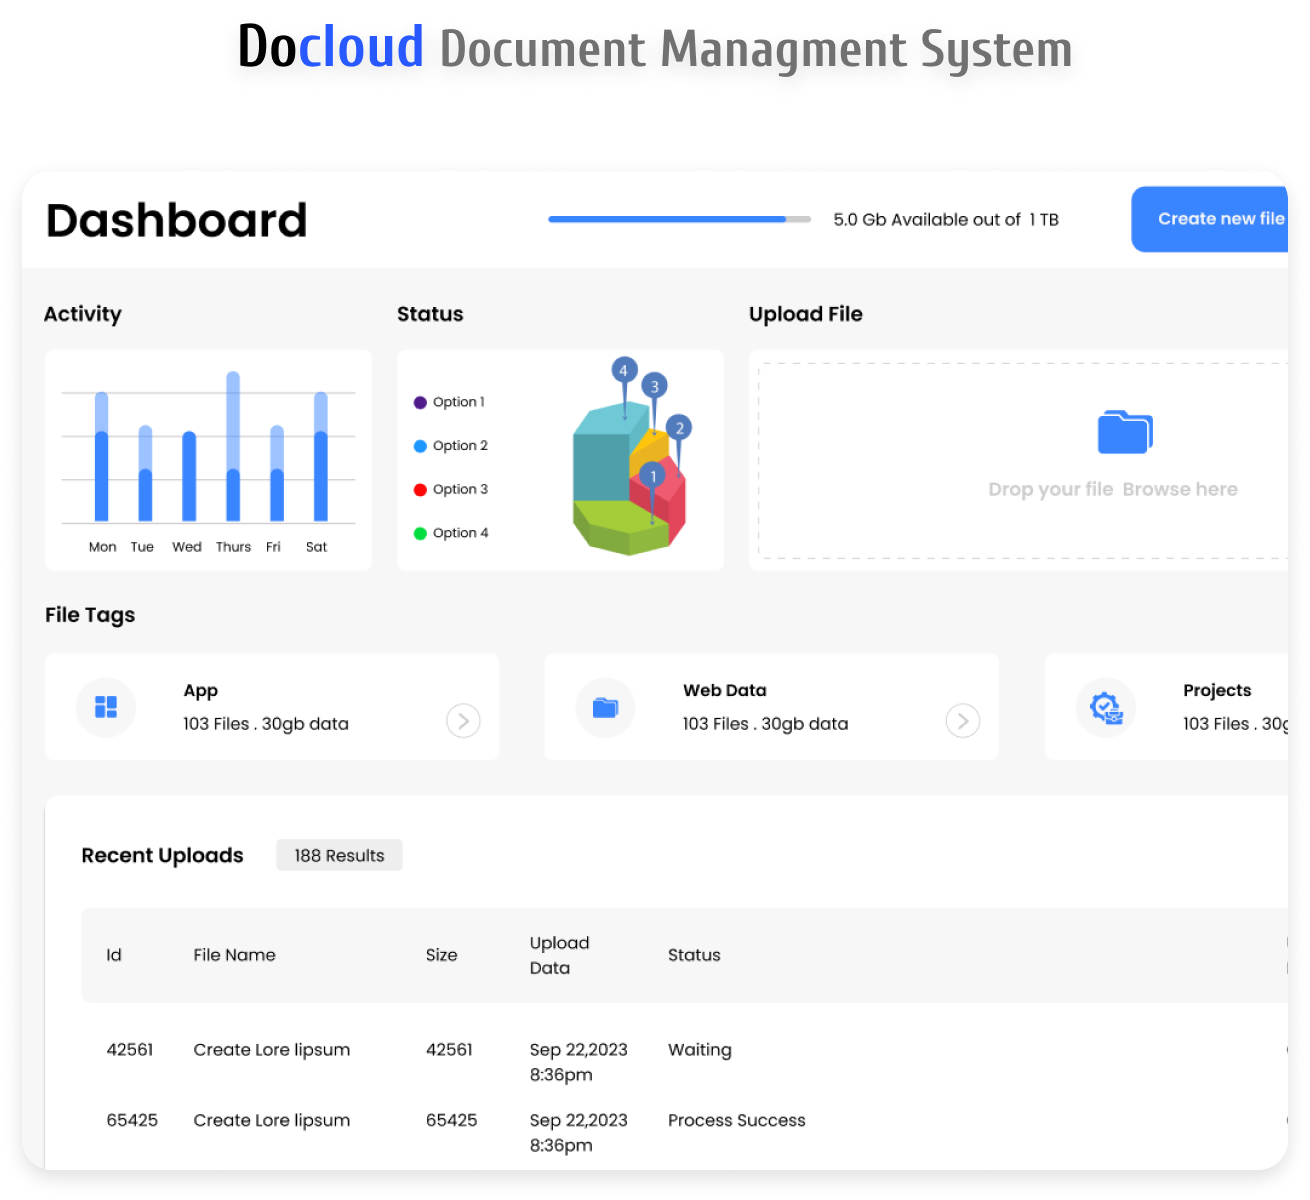 Docloud Document Managment System
Dashboard
5.0 Gb Available out of 1 TB
Create new file
Activity
Status
Upload File
Mon Tue Wed Thurs Fri Sat
Option 1
Option 2
Option 3
Option 4
4
3
2
1
Drop your file Browse here
File Tags
App
103 Files . 30gb data
Web Data
103 Files . 30gb data
Projects
103 Files . 30g
Recent Uploads
188 Results
Id File Name Size Upload Data Status
42561 Create Lore lipsum 42561 Sep 22,2023 8:36pm Waiting
65425 Create Lore lipsum 65425 Sep 22,2023 8:36pm Process Success